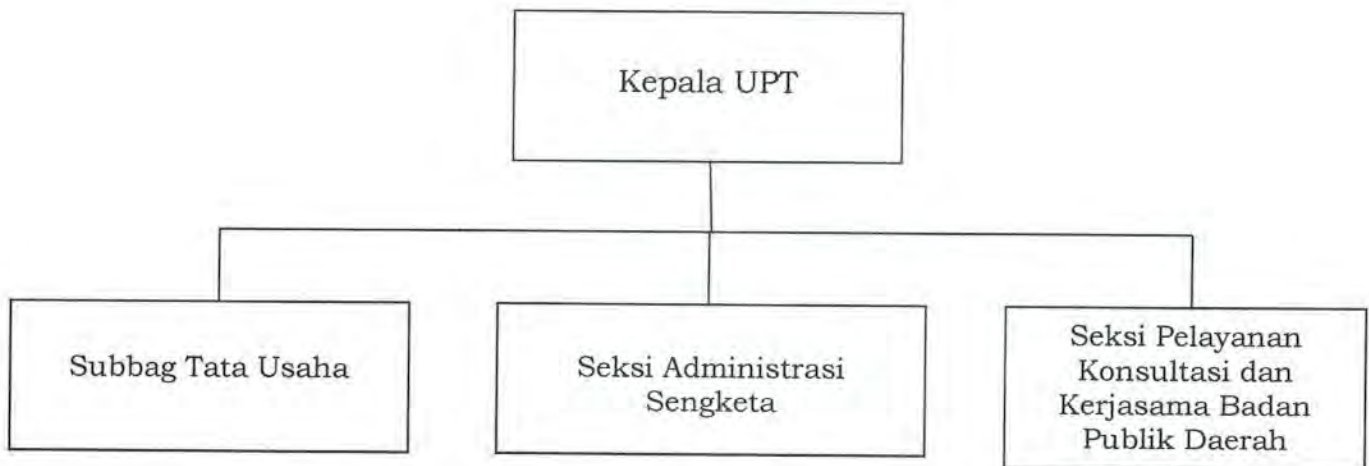 Kepala UPT
Subbag Tata Usaha
Seksi Administrasi
Sengketa
Seksi Pelayanan
Konsultasi dan
Kerjasama Badan
Publik Daerah